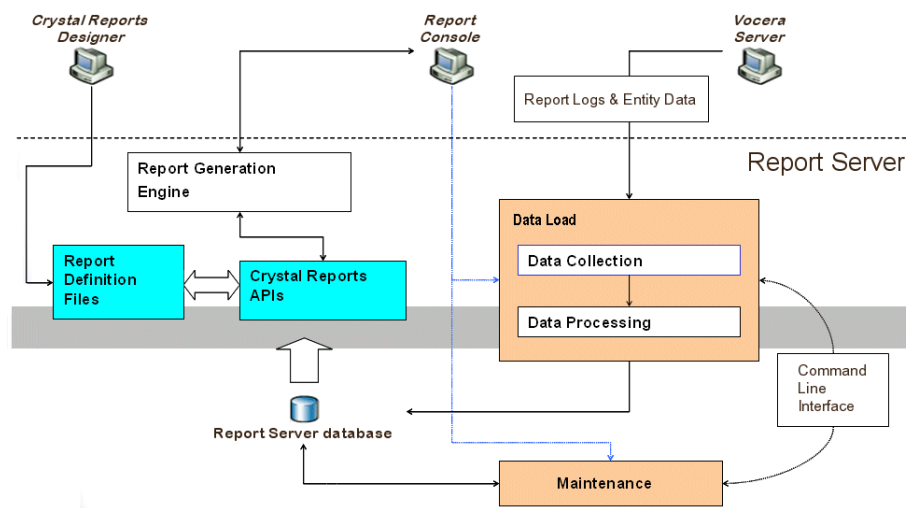 Crystal Reports
Designer
Report
Console
Vocera
Server
Report Logs & Entity Data
Report Server
Report Generation
Engine
Data Load
Report
Definition
Files
Crystal Reports
APIs
Data Collection
Data Processing
Command
Line
Interface
Report Server database
Maintenance